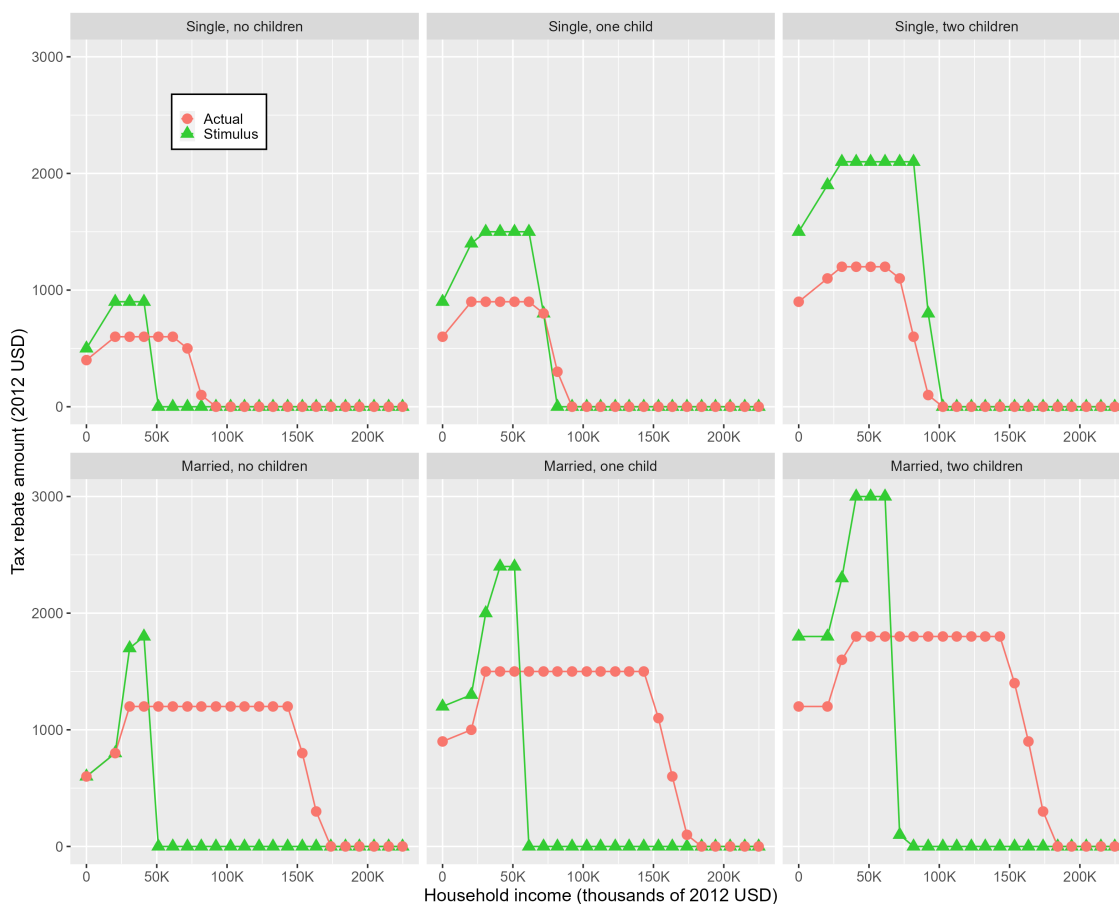 Single, no children
Single, one child
Single, two children
3000
2000
1000
0
Actual
Stimulus
0 50K 100K 150K 200K
0 50K 100K 150K 200K
0 50K 100K 150K 200K
Tax rebate amount (2012 USD)
Married, no children
Married, one child
Married, two children
3000
2000
1000
0
0 50K 100K 150K 200K
0 50K 100K 150K 200K
0 50K 100K 150K 200K
Household income (thousands of 2012 USD)